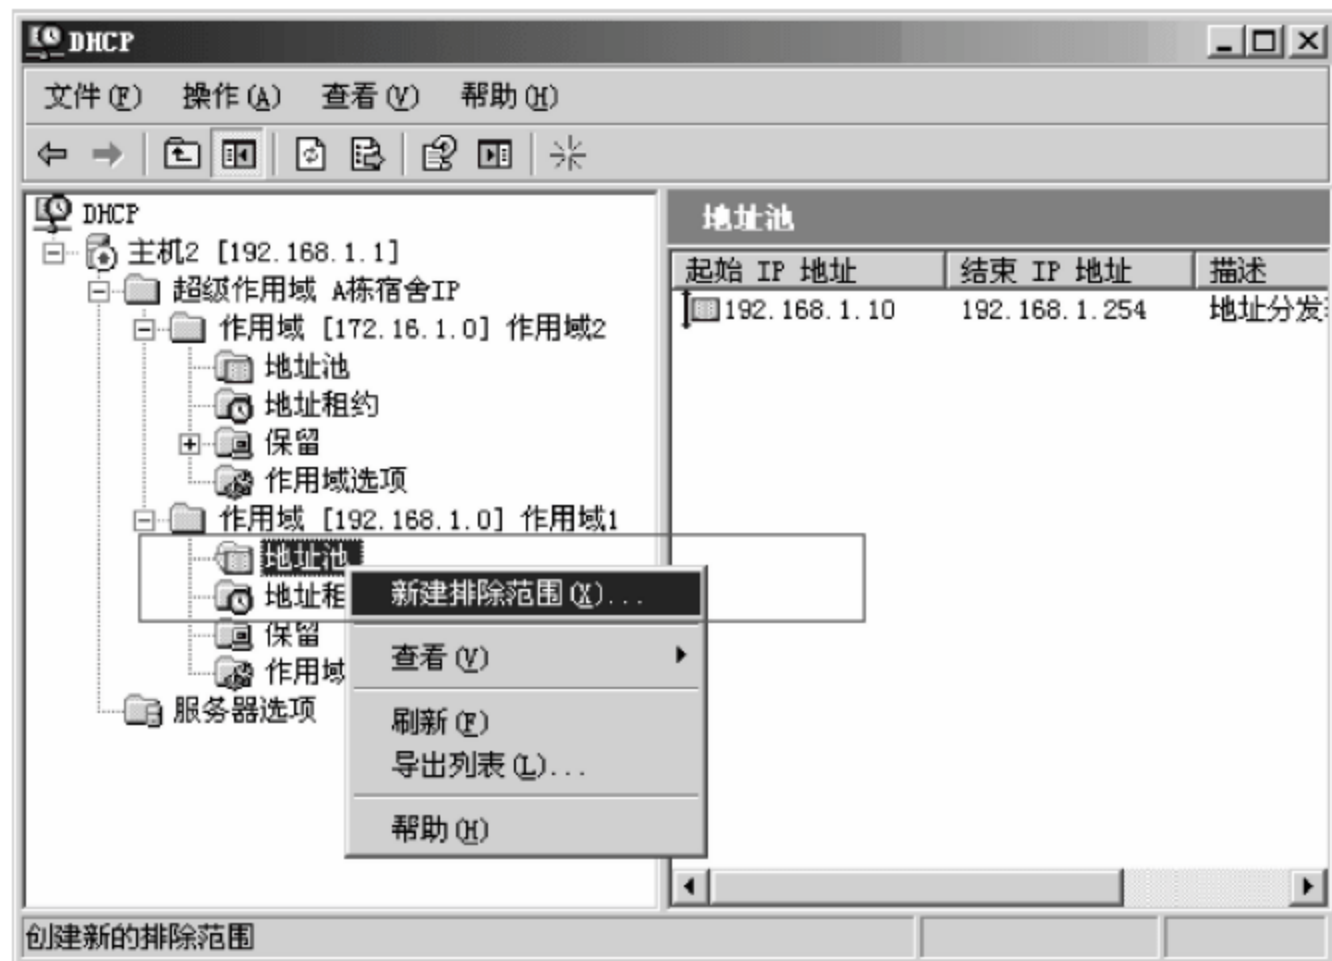 DHCP
文件(F) 操作(A) 查看(V) 帮助(H)
DHCP
主机2 [192.168.1.1]
超级作用域 A栋宿舍IP
作用域 [172.16.1.0] 作用域2
地址池
地址租约
保留
作用域选项
作用域 [192.168.1.0] 作用域1
地址池
地址租
保留
作用域
服务器选项
新建排除范围(X)...
查看(V)
刷新(F)
导出列表(L)...
帮助(H)
地址池
起始 IP 地址 结束 IP 地址 描述
192.168.1.10 192.168.1.254 地址分发
创建新的排除范围